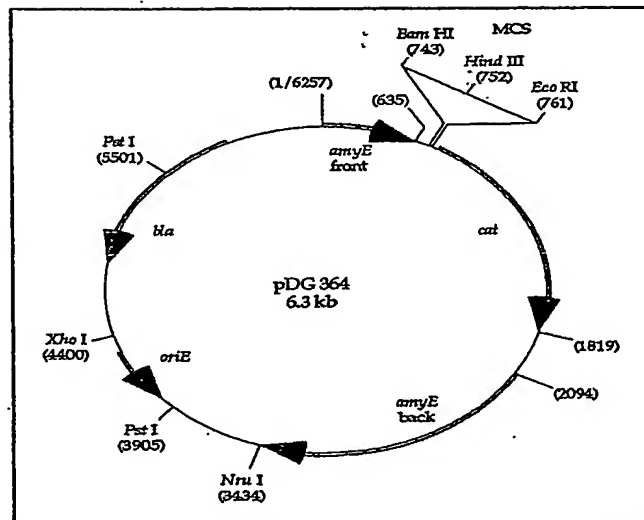 Bam HI
(743)
MCS
Hind III
(752)
Eco RI
(761)
(1/6257)
(635)
amyE
front
Pst I
(5501)
bla
cat
pDG 364
6.3 kb
Xho I
(4400)
oriE
(1819)
(2094)
amyE
back
Pst I
(3905)
Nru I
(3434)